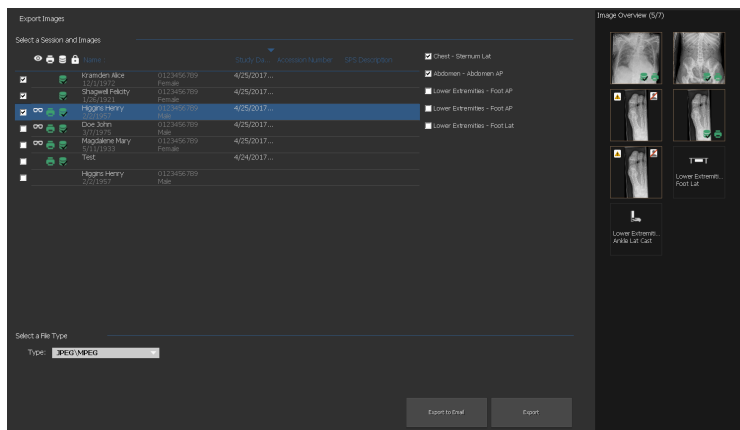 Export Images
Image Overview (5/7)
Select a Session and Images
Name
Study Da...
Accession Number
SPS Description
Kramden Alice
0123456789
4/25/2017...
12/1/1972
Female
Shagwell Felicity
0123456789
4/25/2017...
1/26/1921
Female
Higgins Henry
0123456789
4/25/2017...
2/2/1957
Male
Doe John
0123456789
4/25/2017...
3/7/1975
Male
Magdalene Mary
0123456789
4/25/2017...
5/11/1933
Female
Test
4/24/2017...
Higgins Henry
0123456789
2/2/1957
Male
Chest - Sternum Lat
Abdomen - Abdomen AP
Lower Extremities - Foot AP
Lower Extremities - Foot AP
Lower Extremities - Foot Lat
Lower Extremiti...
Foot Lat
Lower Extremiti...
Ankle Lat Cast
Select a File Type
Type: JPEG\MPEG
Export to Email
Export